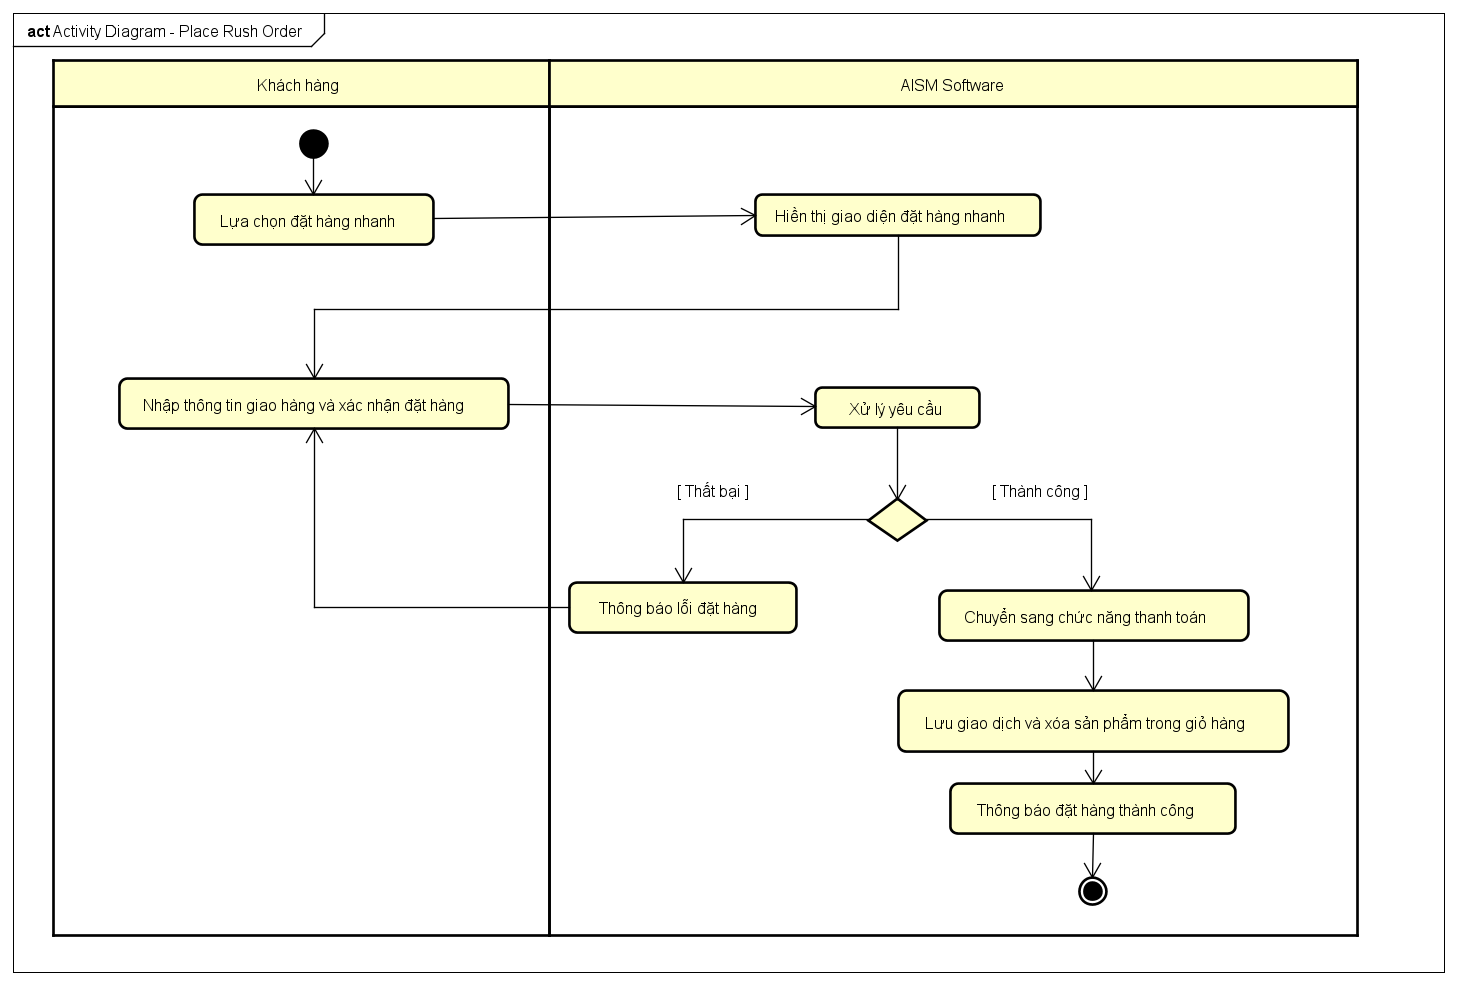 act Activity Diagram - Place Rush Order
Khách hàng
AISM Software
Lựa chọn đặt hàng nhanh
Hiển thị giao diện đặt hàng nhanh
Nhập thông tin giao hàng và xác nhận đặt hàng
Xử lý yêu cầu
[ Thất bại ]
[ Thành công ]
Thông báo lỗi đặt hàng
Chuyển sang chức năng thanh toán
Lưu giao dịch và xóa sản phẩm trong giỏ hàng
Thông báo đặt hàng thành công